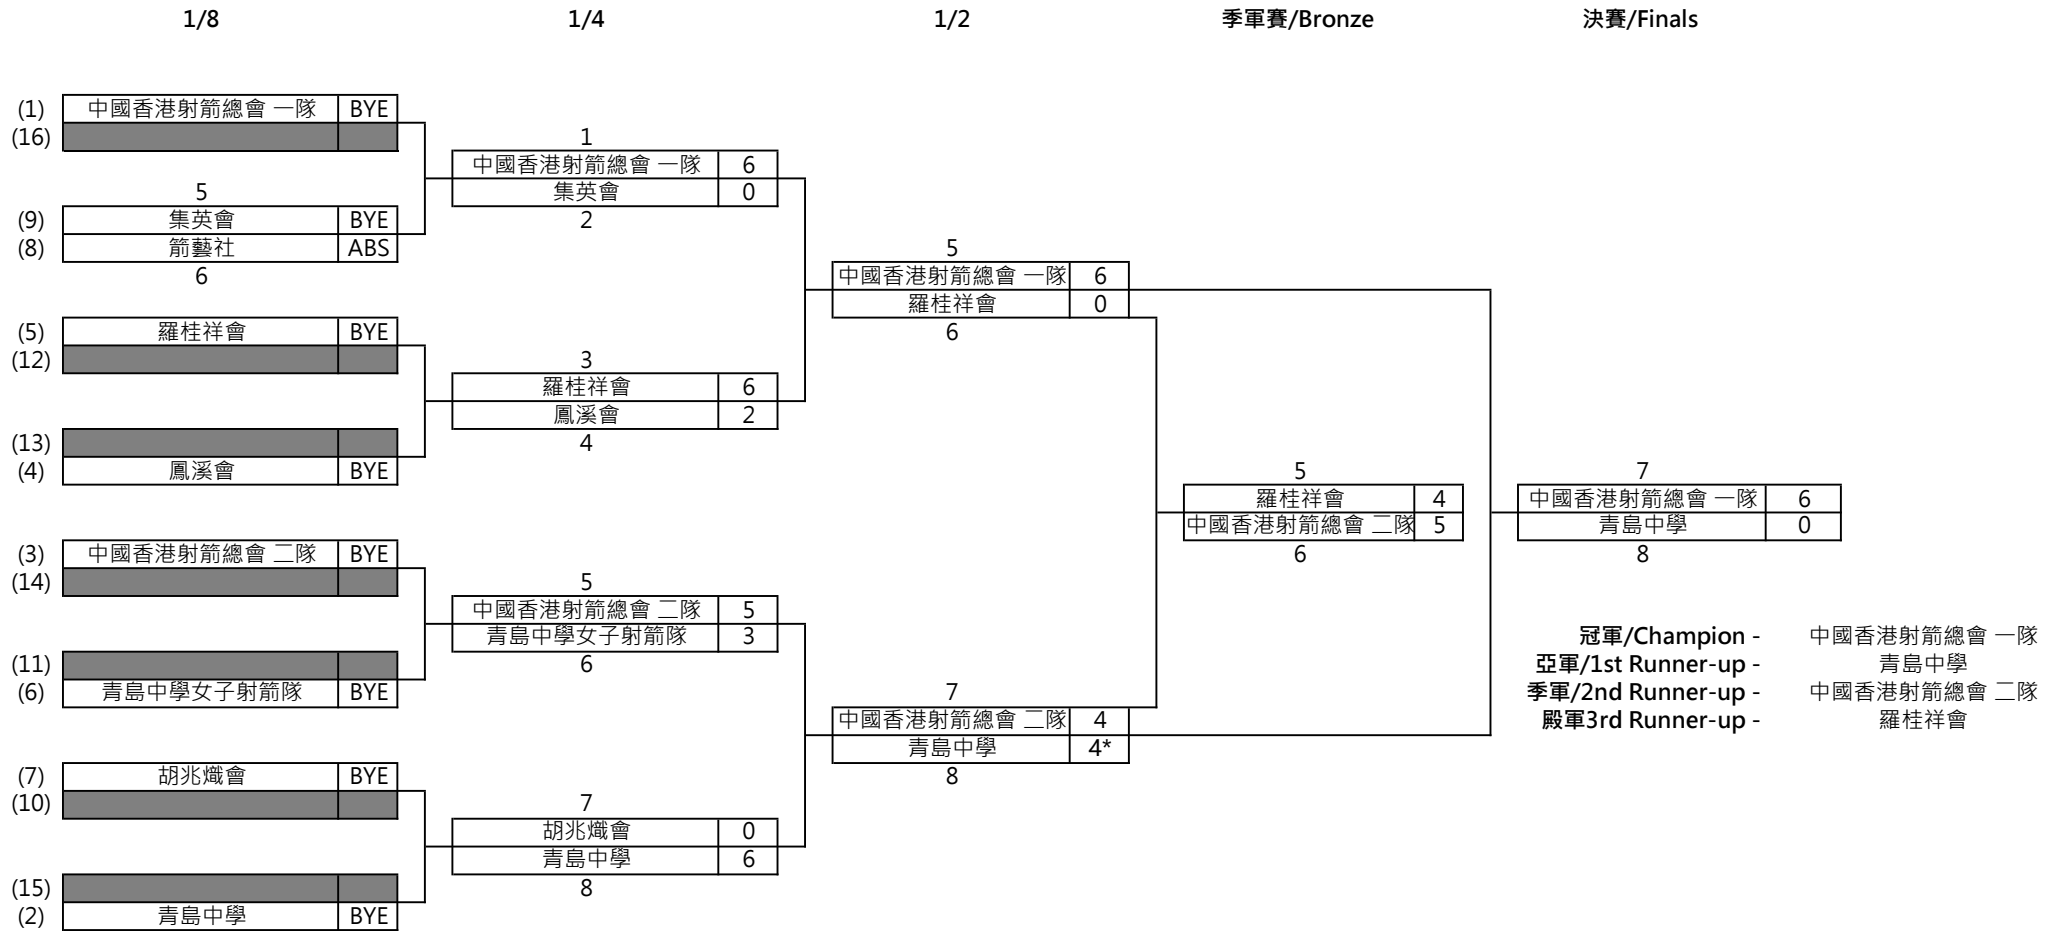 1/8 1/4 1/2 季軍賽/Bronze 決賽/Finals
(1) 中國香港射箭總會 一隊 BYE
(16) 1
中國香港射箭總會 一隊 6
5 集英會 0
(9) 集英會 BYE 2
(8) 箭藝社 ABS 5
6 中國香港射箭總會 一隊 6
羅桂祥會 0
(5) 羅桂祥會 BYE 6
(12) 3
羅桂祥會 6
鳳溪會 2
(13) 4
(4) 鳳溪會 BYE 5 7
羅桂祥會 4 中國香港射箭總會 一隊 6
中國香港射箭總會 二隊 5 青島中學 0
(3) 中國香港射箭總會 二隊 BYE 6 8
(14) 5
中國香港射箭總會 二隊 5
青島中學女子射箭隊 3 冠軍/Champion - 中國香港射箭總會 一隊
(11) 6 亞軍/1st Runner-up - 青島中學
(6) 青島中學女子射箭隊 BYE 7 季軍/2nd Runner-up - 中國香港射箭總會 二隊
中國香港射箭總會 二隊 4 殿軍3rd Runner-up - 羅桂祥會
青島中學 4*
(7) 胡兆熾會 BYE 8
(10) 7
胡兆熾會 0
青島中學 6
(15) 8
(2) 青島中學 BYE